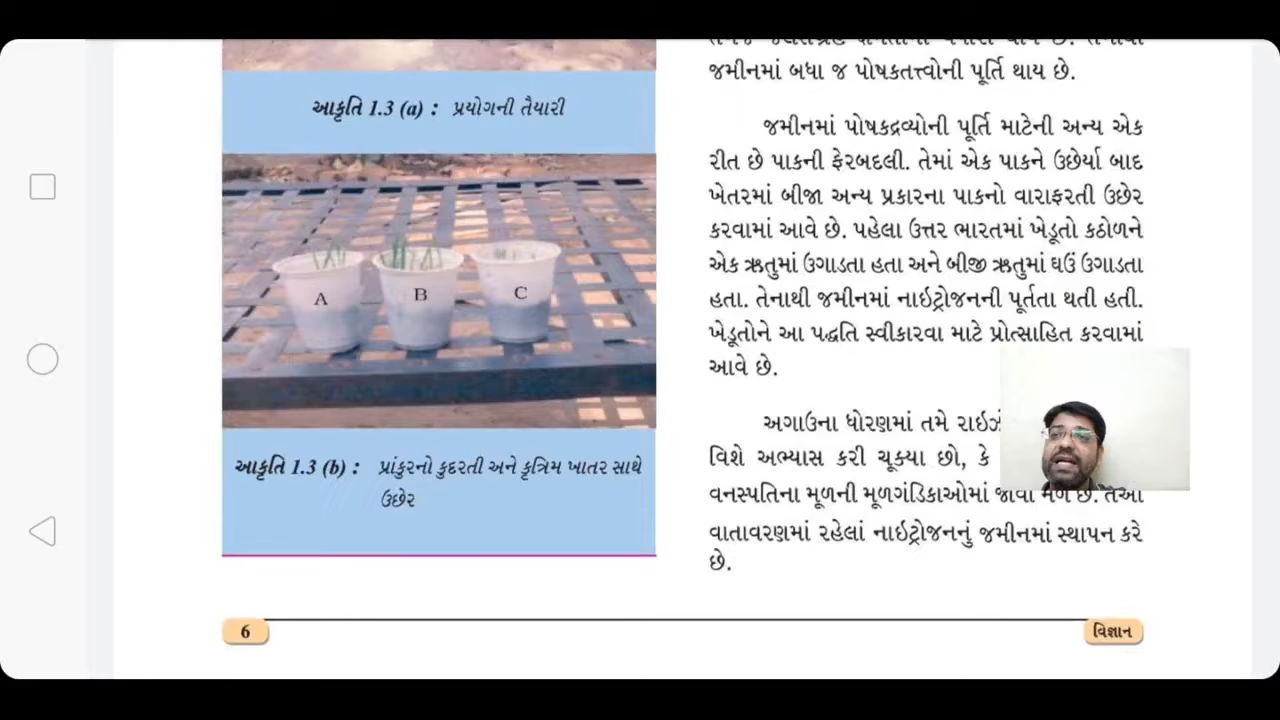 જમીનમાં બધા જ પોષકતત્ત્વોની પૂર્તિ થાય છે.
આકૃતિ 1.3 (a) : પ્રયોગની તૈયારી
A
B
C
આકૃતિ 1.3 (b) : પ્રાંકુરનો કુદરતી અને કૃત્રિમ ખાતર સાથે
ઉછેર
જમીનમાં પોષકદ્રવ્યોની પૂર્તિ માટેની અન્ય એક
રીત છે પાકની ફેરબદલી. તેમાં એક પાકને ઉછેર્યા બાદ
ખેતરમાં બીજા અન્ય પ્રકારના પાકનો વારાફરતી ઉછેર
કરવામાં આવે છે. પહેલા ઉત્તર ભારતમાં ખેડૂતો કઠોળને
એક ઋતુમાં ઉગાડતા હતા અને બીજી ઋતુમાં ઘઉં ઉગાડતા
હતા. તેનાથી જમીનમાં નાઇટ્રોજનની પૂર્તતા થતી હતી.
ખેડૂતોને આ પદ્ધતિ સ્વીકારવા માટે પ્રોત્સાહિત કરવામાં
આવે છે.
અગાઉના ધોરણમાં તમે
વિશે અભ્યાસ કરી ચૂક્યા છો, કે
વનસ્પતિના મૂળની મૂળગંડિકાઓમાં જોવા મળે છે. તેઓ
વાતાવરણમાં રહેલાં નાઇટ્રોજનનું જમીનમાં સ્થાપન કરે
છે.
6
વિજ્ઞાન